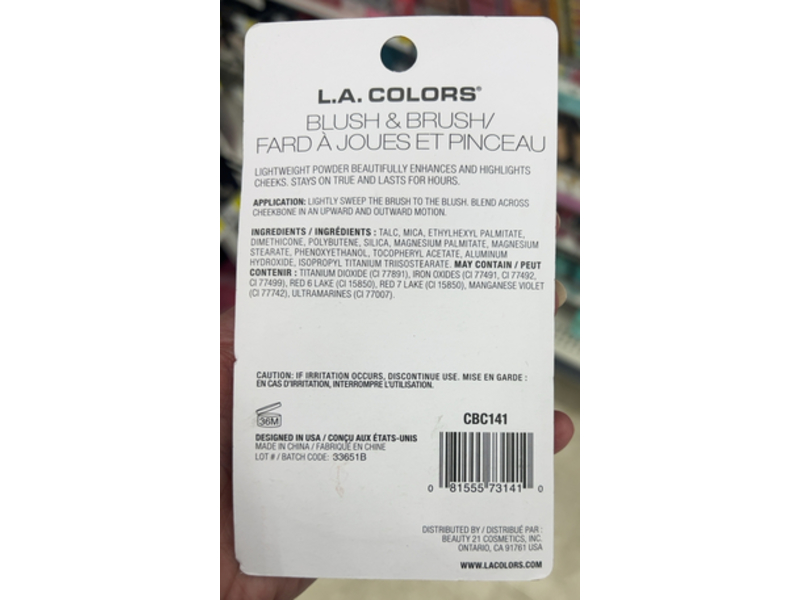 L.A. COLORS®
BLUSH & BRUSH/
FARD À JOUES ET PINCEAU
LIGHTWEIGHT POWDER BEAUTIFULLY ENHANCES AND HIGHLIGHTS
CHEEKS. STAYS ON TRUE AND LASTS FOR HOURS.
APPLICATION: LIGHTLY SWEEP THE BRUSH TO THE BLUSH. BLEND ACROSS
CHEEKBONE IN AN UPWARD AND OUTWARD MOTION.
INGREDIENTS / INGRÉDIENTS : TALC, MICA, ETHYLHEXYL PALMITATE,
DIMETHICONE, POLYBUTENE, SILICA, MAGNESIUM PALMITATE, MAGNESIUM
STEARATE, PHENOXYETHANOL, TOCOPHERYL ACETATE, ALUMINUM
HYDROXIDE, ISOPROPYL TITANIUM TRIISOSTEARATE. MAY CONTAIN / PEUT
CONTENIR : TITANIUM DIOXIDE (CI 77891), IRON OXIDES (CI 77491, CI 77492,
CI 77499), RED 6 LAKE (CI 15850), RED 7 LAKE (CI 15850), MANGANESE VIOLET
(CI 77742), ULTRAMARINES (CI 77007).
CAUTION: IF IRRITATION OCCURS, DISCONTINUE USE. MISE EN GARDE :
EN CAS D'IRRITATION, INTERROMPRE L'UTILISATION.
36M
CBC141
DESIGNED IN USA / CONÇU AUX ÉTATS-UNIS
MADE IN CHINA / FABRIQUÉ EN CHINE
LOT # / BATCH CODE: 33651B
0 81555 73141 0
DISTRIBUTED BY / DISTRIBUÉ PAR :
BEAUTY 21 COSMETICS, INC.
ONTARIO, CA 91761 USA
WWW.LACOLORS.COM